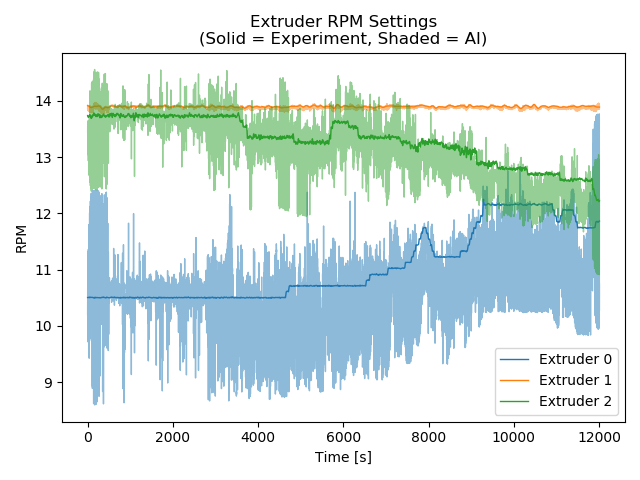 Extruder RPM Settings
(Solid = Experiment, Shaded = AI)
RPM
14
13
12
11
10
9
0
2000
4000
6000
8000
10000
12000
Time [s]
Extruder 0
Extruder 1
Extruder 2